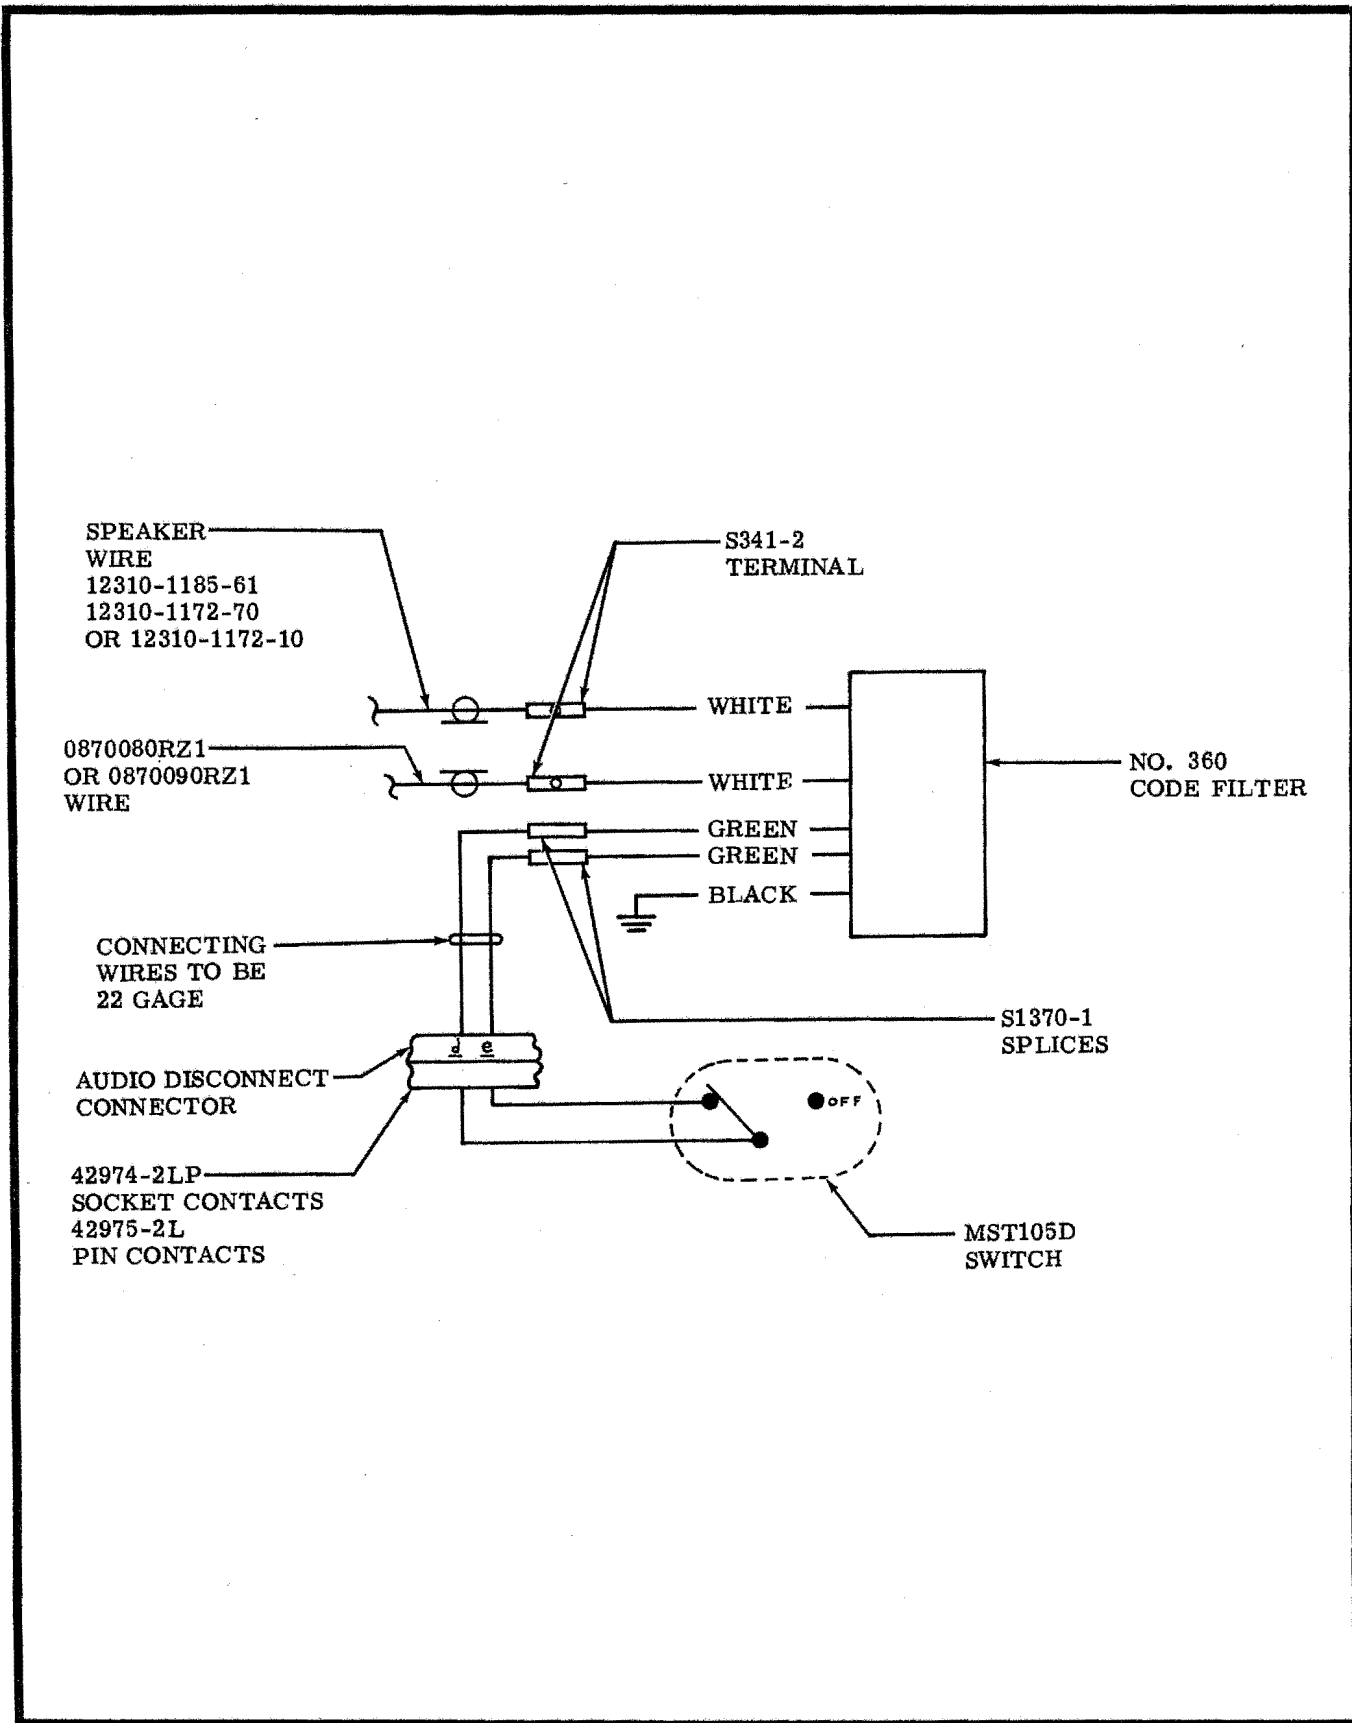 SPEAKER
WIRE
12310-1185-61
12310-1172-70
OR 12310-1172-10
S341-2
TERMINAL
WHITE
0870080RZ1
OR 0870090RZ1
WIRE
WHITE
NO. 360
CODE FILTER
GREEN
GREEN
BLACK
CONNECTING
WIRES TO BE
22 GAGE
S1370-1
SPLICES
d e
AUDIO DISCONNECT
CONNECTOR
OFF
42974-2LP
SOCKET CONTACTS
42975-2L
PIN CONTACTS
MST105D
SWITCH